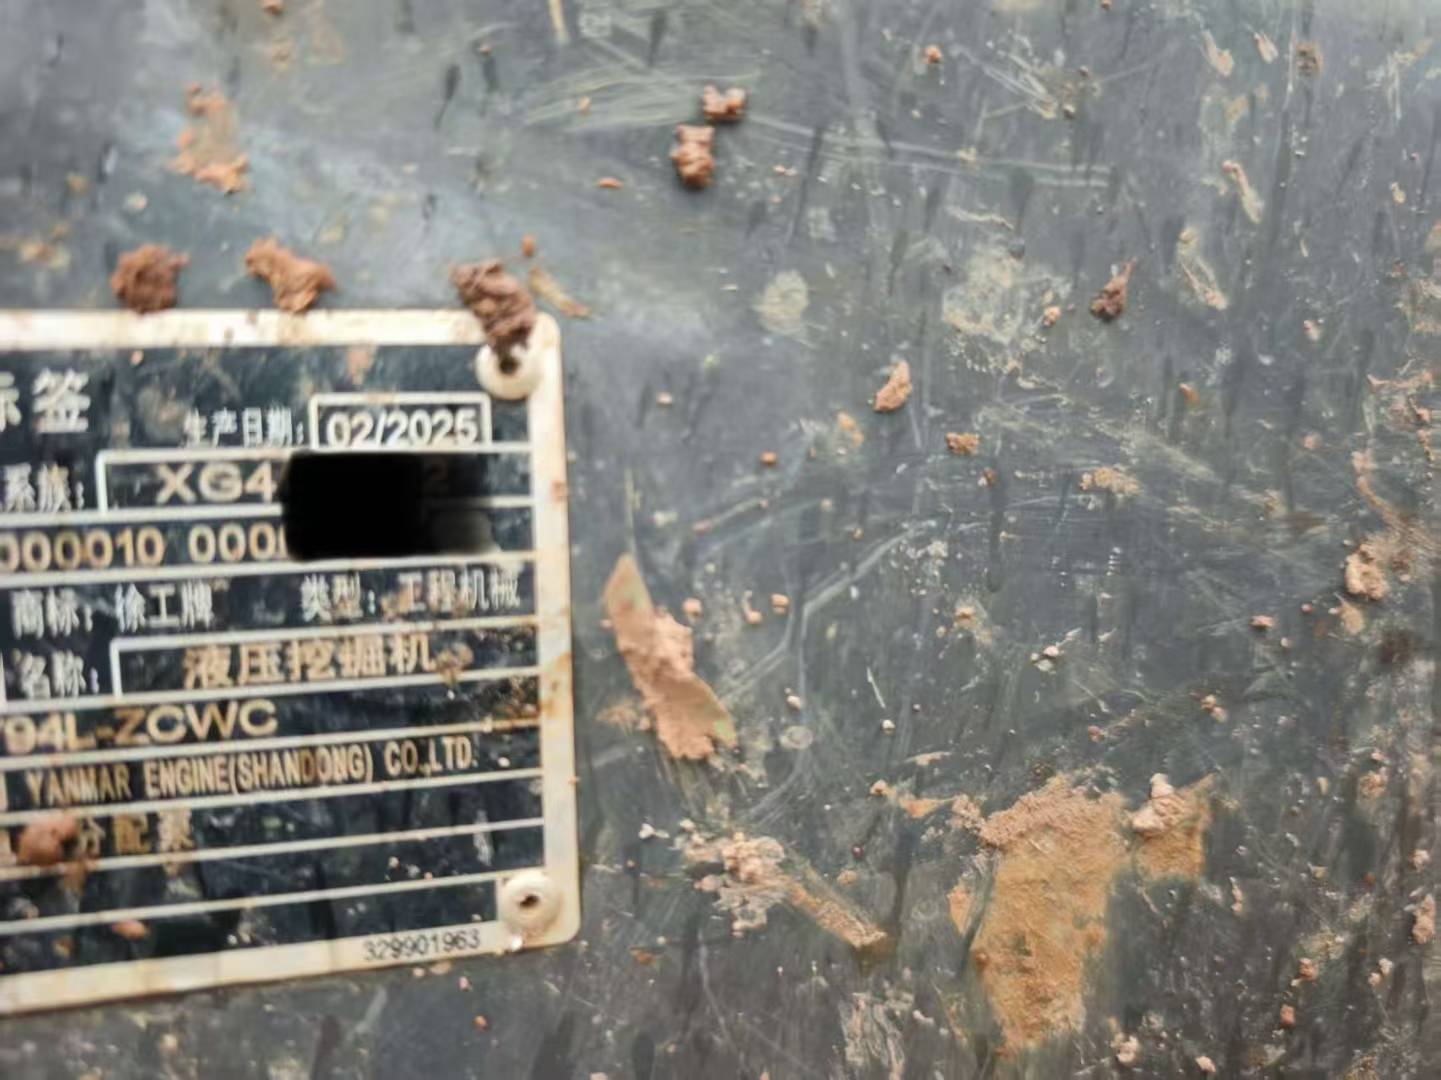 标签
生产日期: 02/2025
系族: XG4
000010 000
商标: 徐工牌 类型: 工程机械
名称: 液压挖掘机
94L-ZCWC
YANMAR ENGINE(SHANDONG) CO.,LTD.
分配泵
329901963